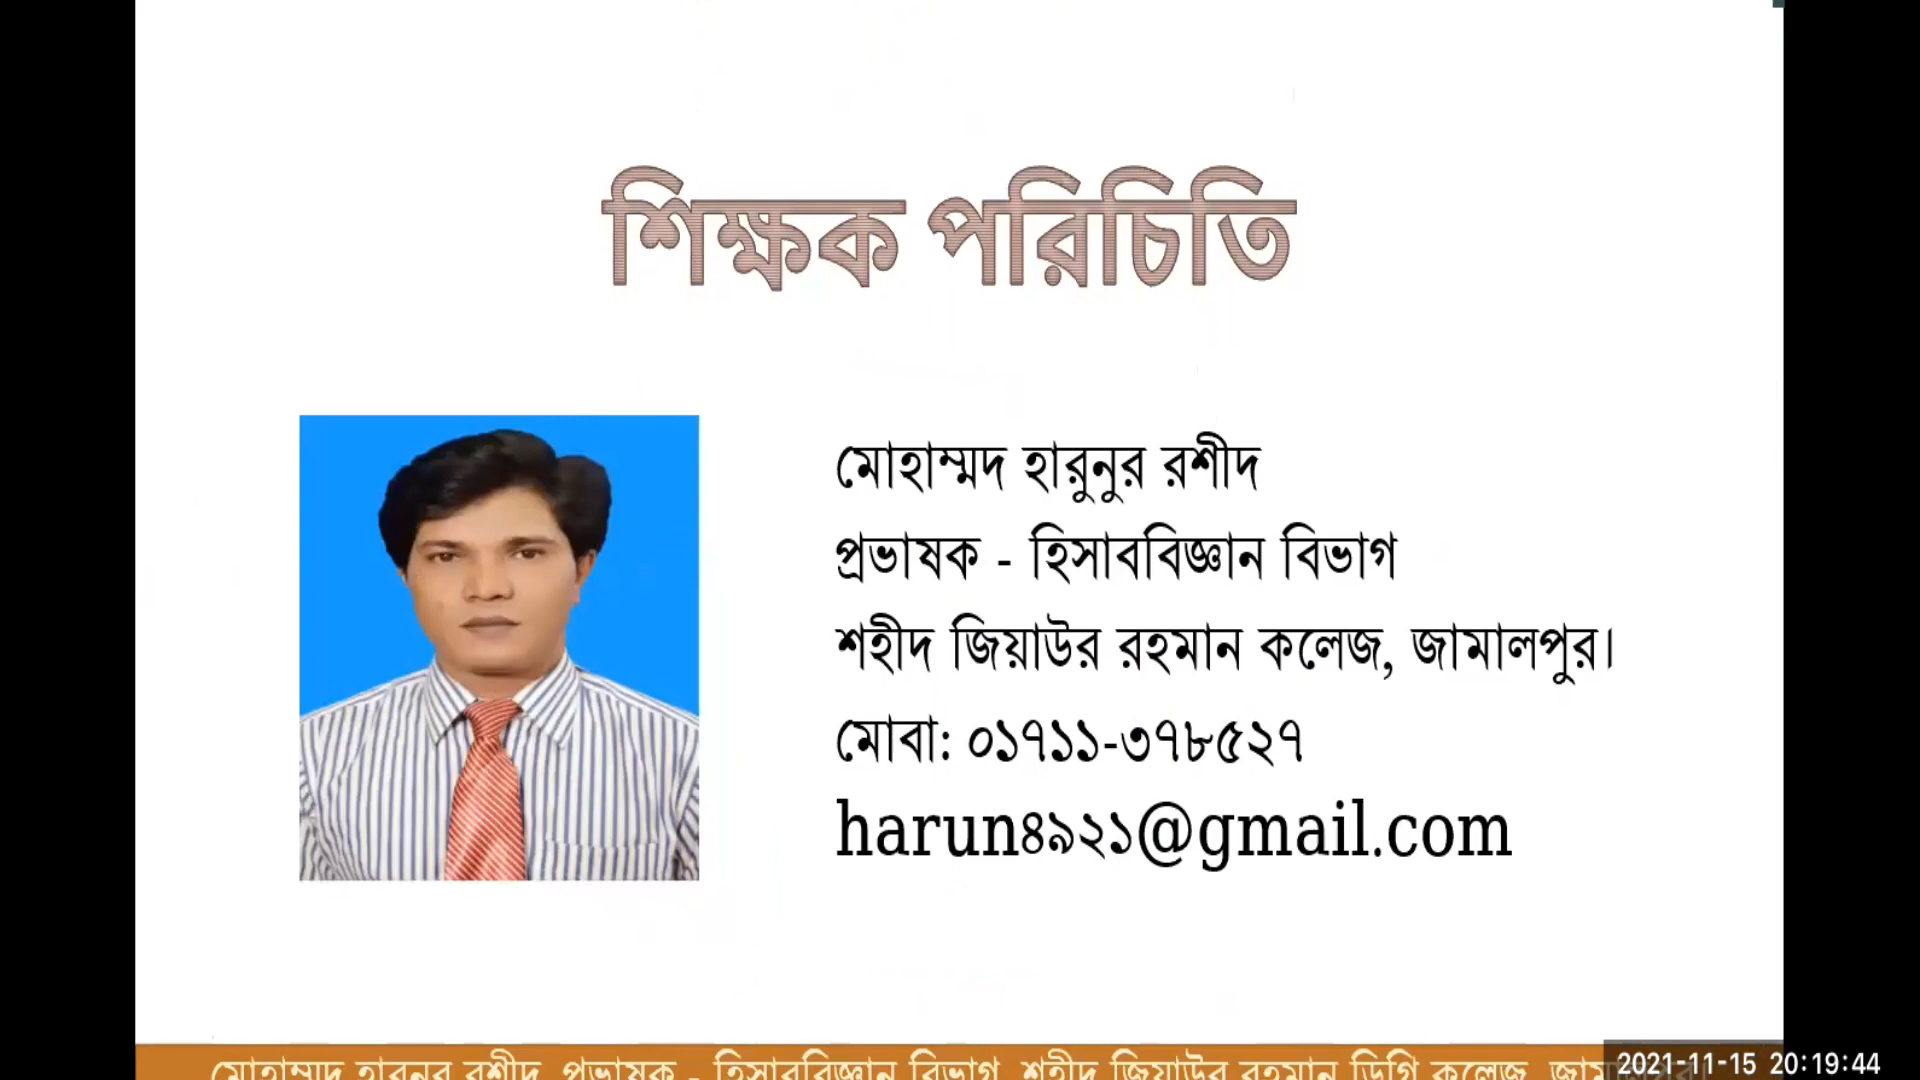 শিক্ষক পরিচিতি
মোহাম্মদ হারুনুর রশীদ
প্রভাষক - হিসাববিজ্ঞান বিভাগ
শহীদ জিয়াউর রহমান কলেজ, জামালপুর।
মোবা: ০১৭১১-৩৭৮৫২৭
harun৪৯২১@gmail.com
মোহাম্মদ হারুনুর রশীদ, প্রভাষক - হিসাববিজ্ঞান বিভাগ, শহীদ জিয়াউর রহমান ডিগ্রি কলেজ,
2021-11-15 20:19:44